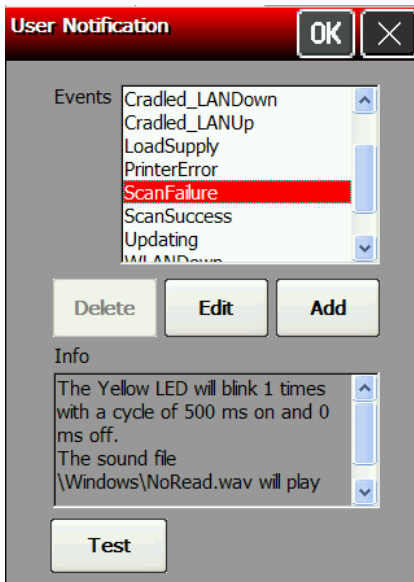 User Notification
OK
Events
Cradled_LANDown
Cradled_LANUp
LoadSupply
PrinterError
ScanFailure
ScanSuccess
Updating
WLANDown
Delete
Edit
Add
Info
The Yellow LED will blink 1 times
with a cycle of 500 ms on and 0
ms off.
The sound file
\Windows\NoRead.wav will play
Test